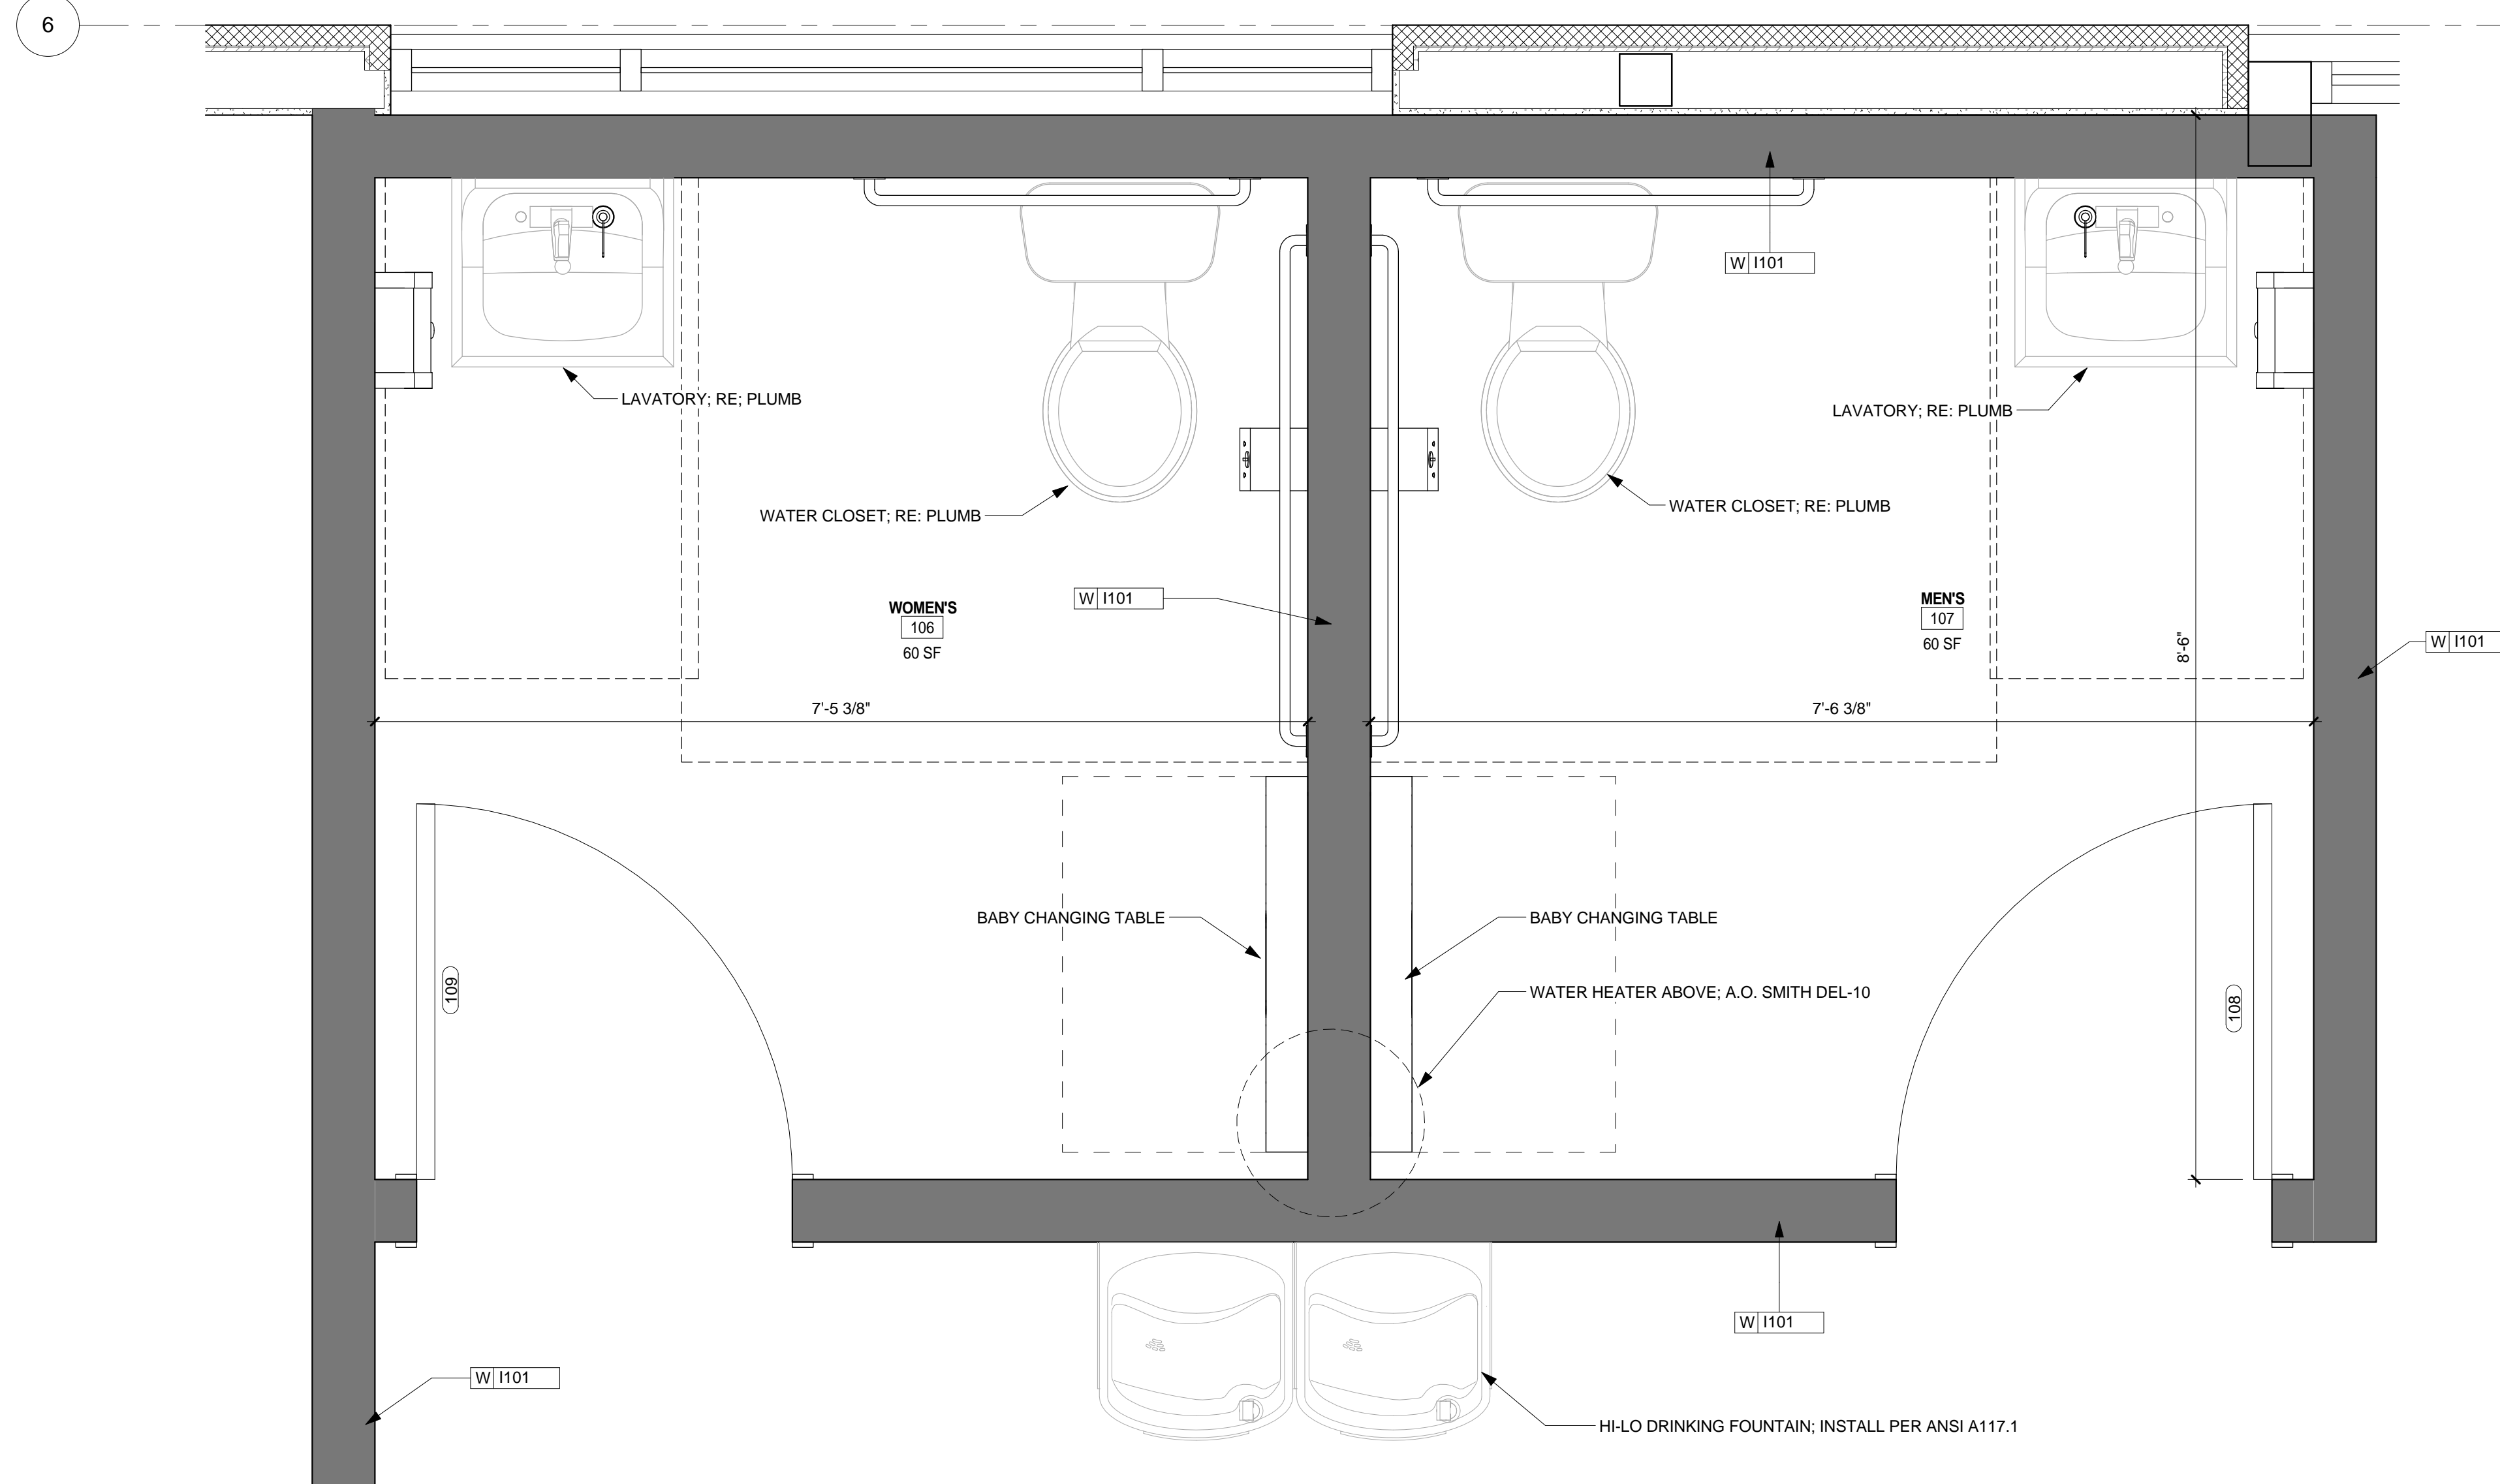 6
W I101
LAVATORY; RE; PLUMB
LAVATORY; RE: PLUMB
WATER CLOSET; RE: PLUMB
WATER CLOSET; RE: PLUMB
W I101
WOMEN'S
106
60 SF
MEN'S
107
60 SF
8'-6"
W I101
7'-5 3/8"
7'-6 3/8"
BABY CHANGING TABLE
BABY CHANGING TABLE
WATER HEATER ABOVE; A.O. SMITH DEL-10
109
108
W I101
W I101
HI-LO DRINKING FOUNTAIN; INSTALL PER ANSI A117.1